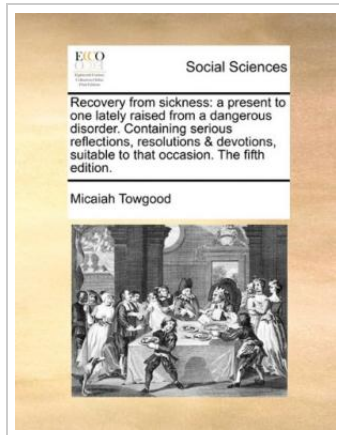 ECCO
Social Sciences
Recovery from sickness: a present to
one lately raised from a dangerous
disorder. Containing serious
reflections, resolutions & devotions,
suitable to that occasion. The fifth
edition.
Micaiah Towgood